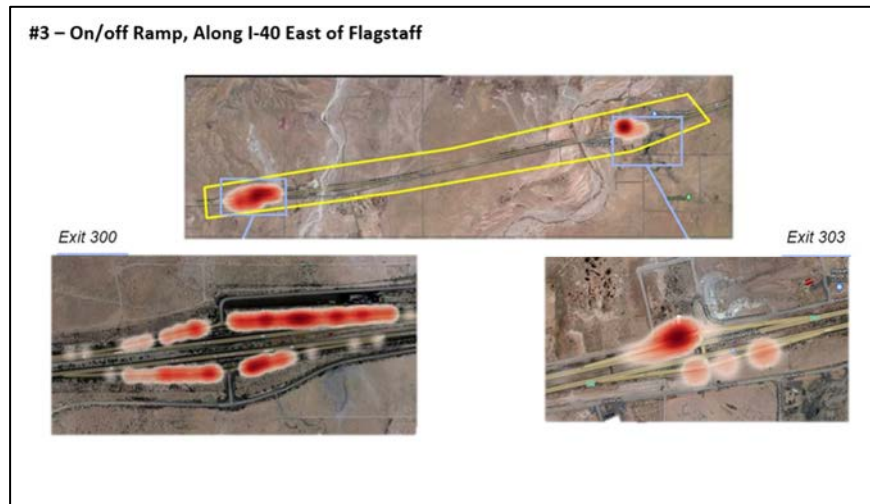 #3 – On/off Ramp, Along I-40 East of Flagstaff
Exit 300
Exit 303